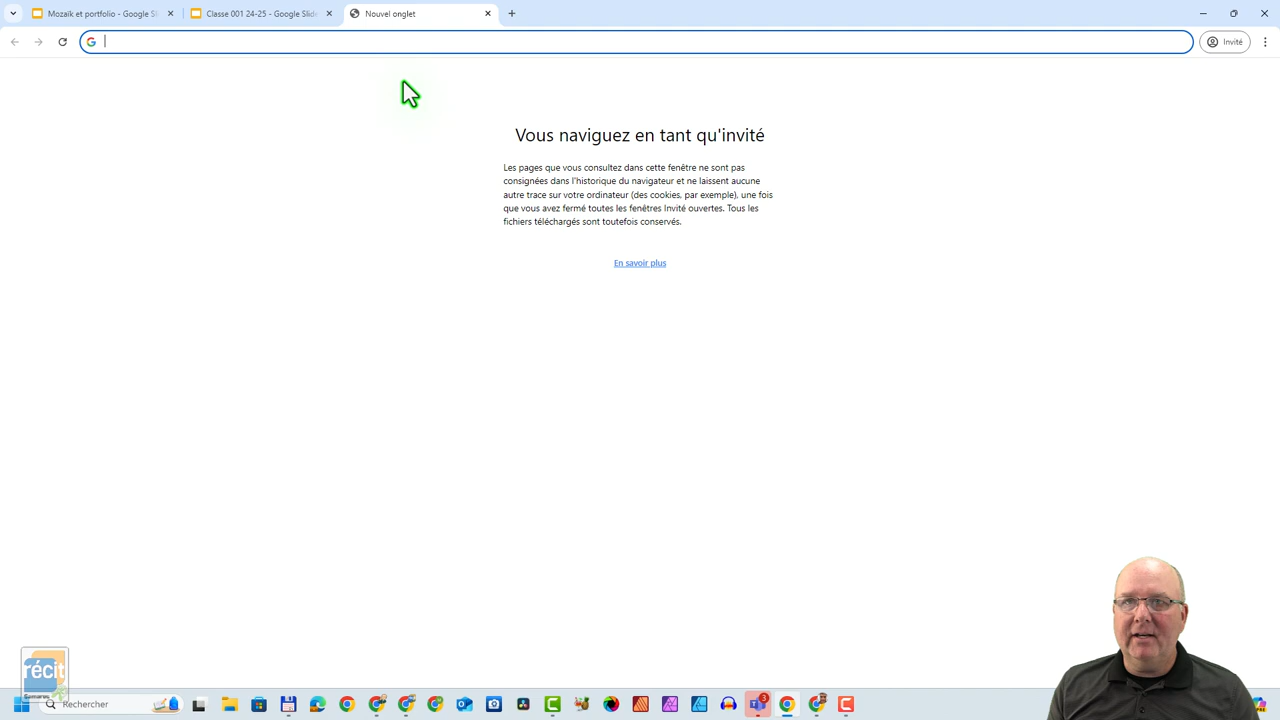 Mozaïk et portfolio - Google Sl
Classe 001 24-25 - Google Slide
Nouvel onglet
Invité
Vous naviguez en tant qu'invité
Les pages que vous consultez dans cette fenêtre ne sont pas
consignées dans l'historique du navigateur et ne laissent aucune
autre trace sur votre ordinateur (des cookies, par exemple), une fois
que vous avez fermé toutes les fenêtres Invité ouvertes. Tous les
fichiers téléchargés sont toutefois conservés.
En savoir plus
récit
Rechercher
3